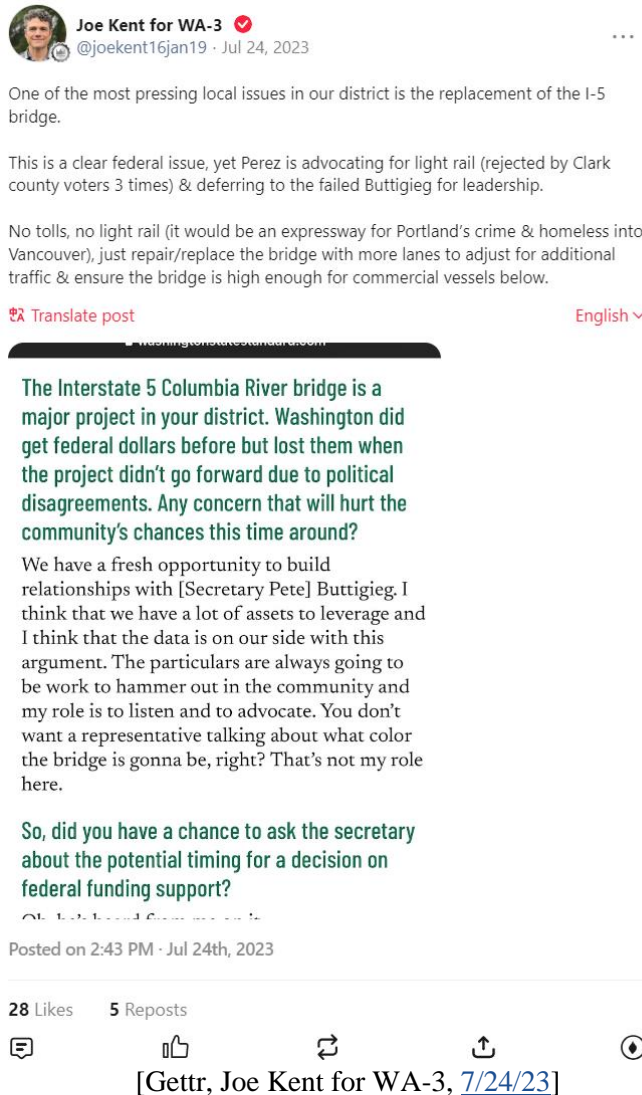 Joe Kent for WA-3
@joekent16jan19 · Jul 24, 2023
One of the most pressing local issues in our district is the replacement of the I-5
bridge.
This is a clear federal issue, yet Perez is advocating for light rail (rejected by Clark
county voters 3 times) & deferring to the failed Buttigieg for leadership.
No tolls, no light rail (it would be an expressway for Portland's crime & homeless into
Vancouver), just repair/replace the bridge with more lanes to adjust for additional
traffic & ensure the bridge is high enough for commercial vessels below.
Translate post
English
washingtonstatestandard.com
The Interstate 5 Columbia River bridge is a
major project in your district. Washington did
get federal dollars before but lost them when
the project didn't go forward due to political
disagreements. Any concern that will hurt the
community's chances this time around?
We have a fresh opportunity to build
relationships with [Secretary Pete] Buttigieg. I
think that we have a lot of assets to leverage and
I think that the data is on our side with this
argument. The particulars are always going to
be work to hammer out in the community and
my role is to listen and to advocate. You don't
want a representative talking about what color
the bridge is gonna be, right? That's not my role
here.
So, did you have a chance to ask the secretary
about the potential timing for a decision on
federal funding support?
Oh, he's heard from me on it
Posted on 2:43 PM · Jul 24th, 2023
28 Likes 5 Reposts
[Gettr, Joe Kent for WA-3, 7/24/23]